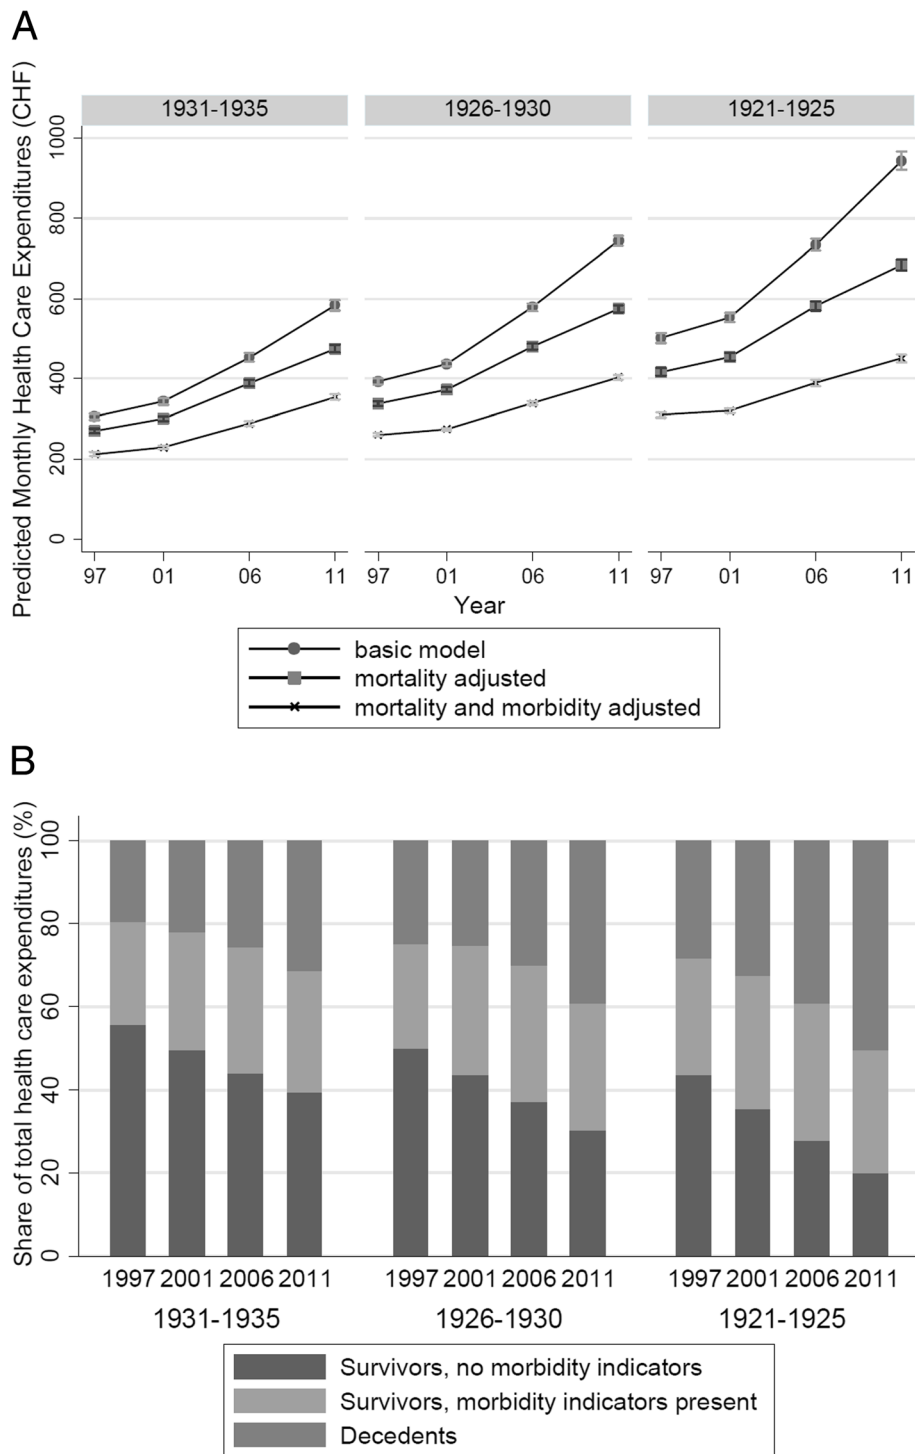 A
Predicted Monthly Health Care Expenditures (CHF)
1931-1935 1926-1930 1921-1925
1000
800
600
400
200
0
97 01 06 11 97 01 06 11 97 01 06 11
Year
basic model
mortality adjusted
mortality and morbidity adjusted
B
Share of total health care expenditures (%)
100
80
60
40
20
0
1997 2001 2006 2011 1997 2001 2006 2011 1997 2001 2006 2011
1931-1935 1926-1930 1921-1925
Survivors, no morbidity indicators
Survivors, morbidity indicators present
Decedents